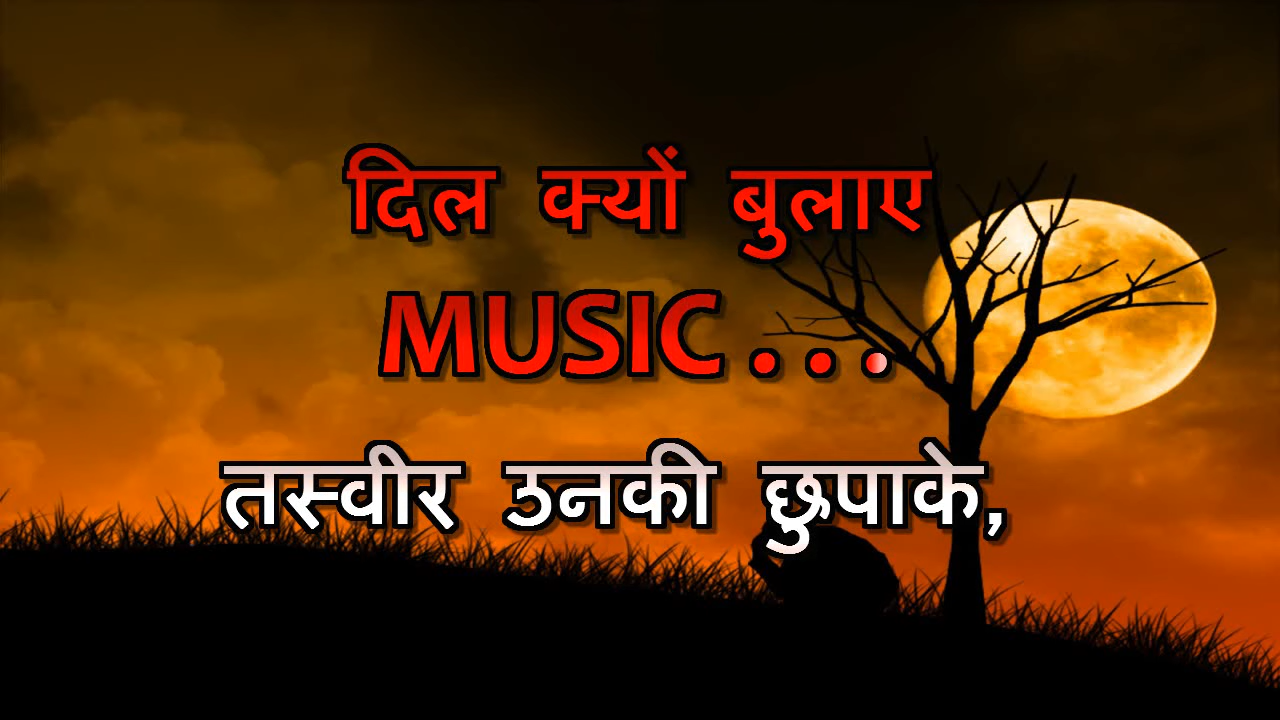 दिल क्यों बुलाए
MUSIC . . .
तस्वीर उनकी छुपाके,